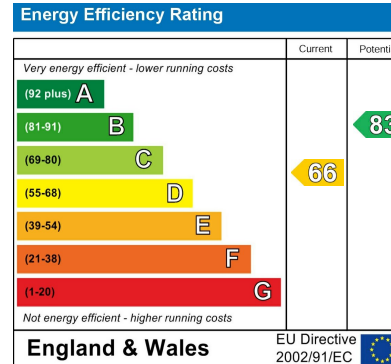 Energy Efficiency Rating
Current Potenti
Very energy efficient - lower running costs
(92 plus) A
(81-91) B
83
(69-80) C
66
(55-68) D
(39-54) E
(21-38) F
(1-20) G
Not energy efficient - higher running costs
England & Wales
EU Directive
2002/91/EC